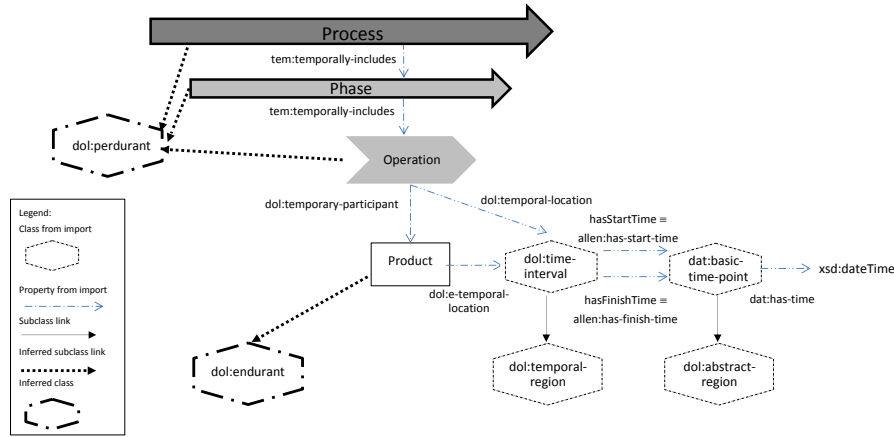 Process
tem:temporally-includes
Phase
tem:temporally-includes
dol:perdurant
Operation
dol:temporary-participant
dol:temporal-location
hasStartTime ≡
allen:has-start-time
Product
dol:time-
interval
dat:basic-
time-point
xsd:dateTime
dol:e-temporal-
location
hasFinishTime ≡
allen:has-finish-time
dat:has-time
dol:endurant
dol:temporal-
region
dol:abstract-
region
Legend:
Class from import
Property from import
Subclass link
Inferred subclass link
Inferred class